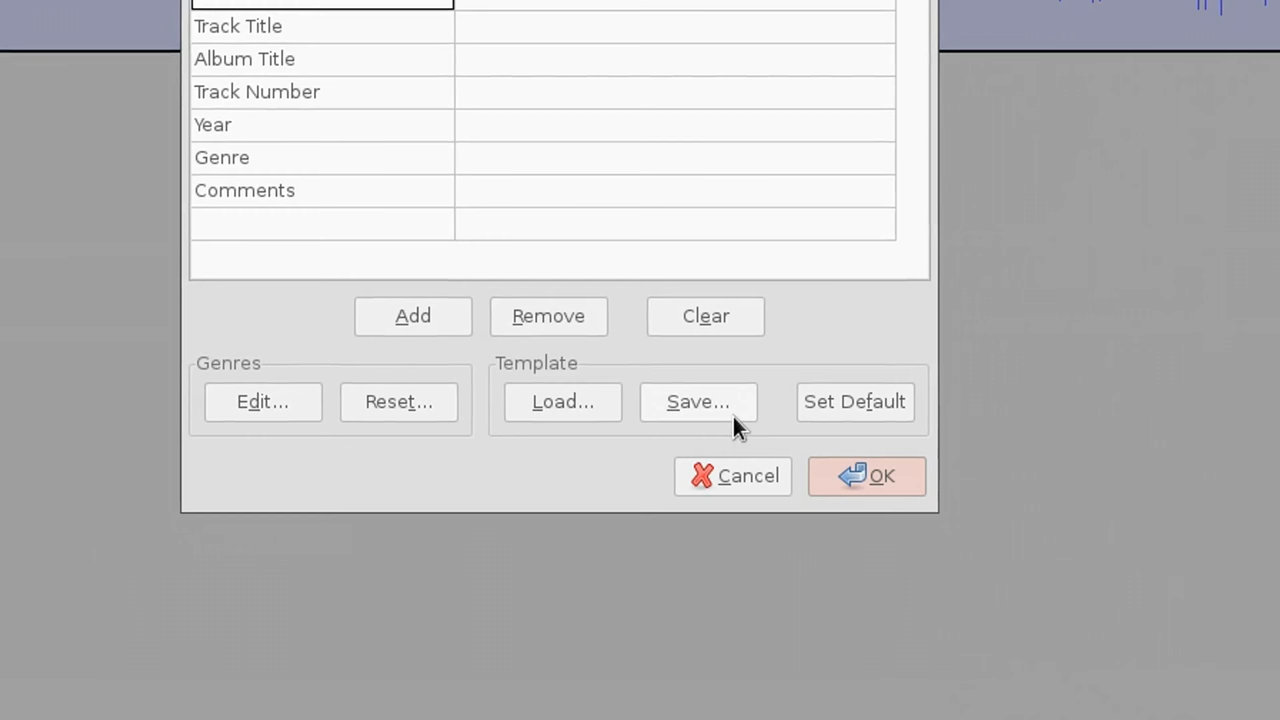 Track Title
Album Title
Track Number
Year
Genre
Comments
Add Remove Clear
Genres Template
Edit... Reset... Load... Save... Set Default
Cancel OK